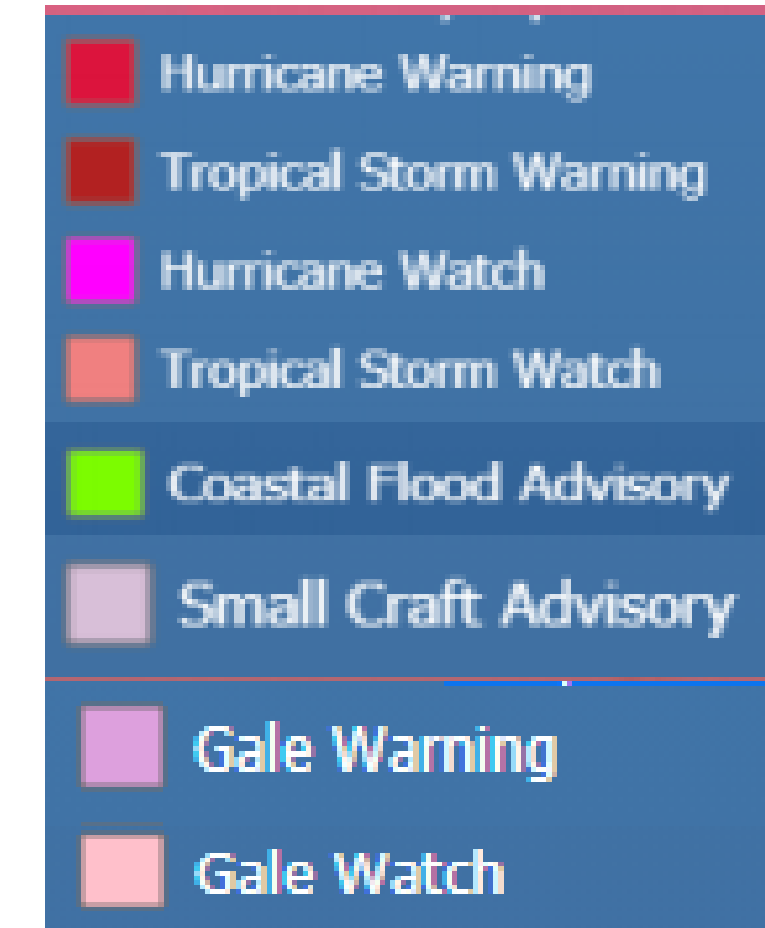 Hurricane Warning
Tropical Storm Warning
Hurricane Watch
Tropical Storm Watch
Coastal Flood Advisory
Small Craft Advisory
Gale Warning
Gale Watch